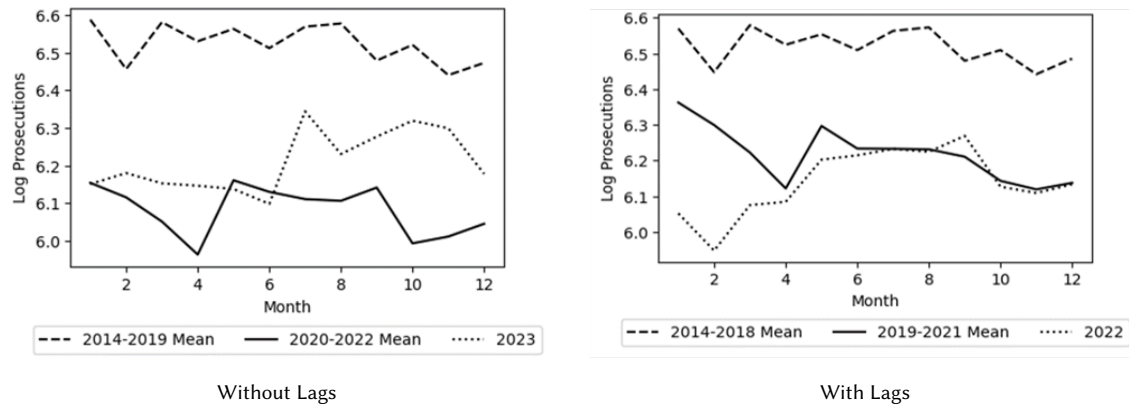 6.6
6.5
6.4
6.3
6.2
6.1
6.0
Log Prosecutions
2 4 6 8 10 12
Month
2014-2019 Mean 2020-2022 Mean 2023
Without Lags
6.6
6.5
6.4
6.3
6.2
6.1
6.0
Log Prosecutions
2 4 6 8 10 12
Month
2014-2018 Mean 2019-2021 Mean 2022
With Lags